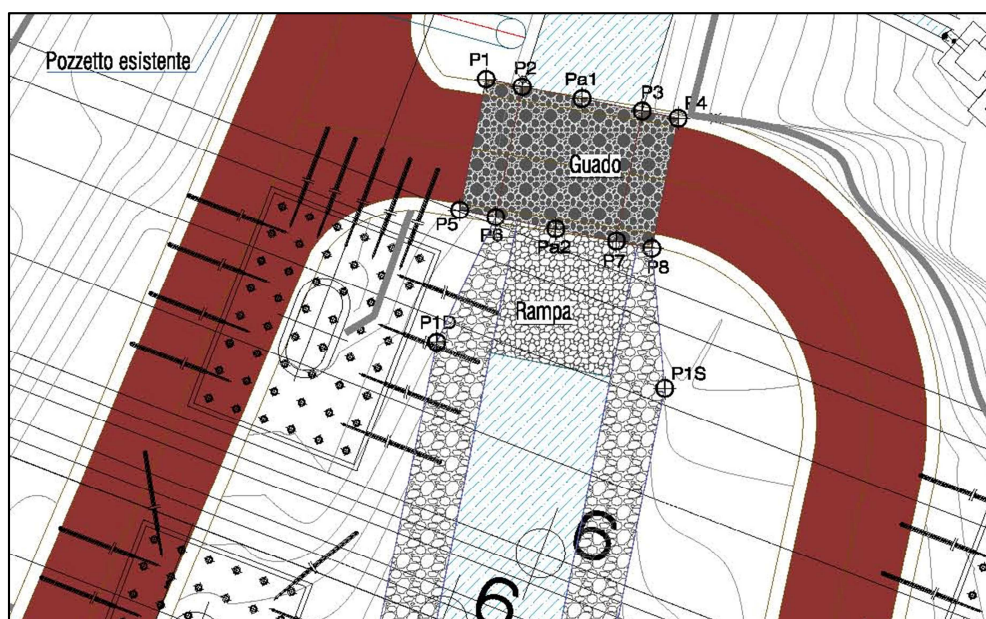 Pozzetto esistente
P1
P2
Pa1
P3
P4
Guado
P5
P6
Pa2
P7
P8
Rampa
P1D
P1S
6
6